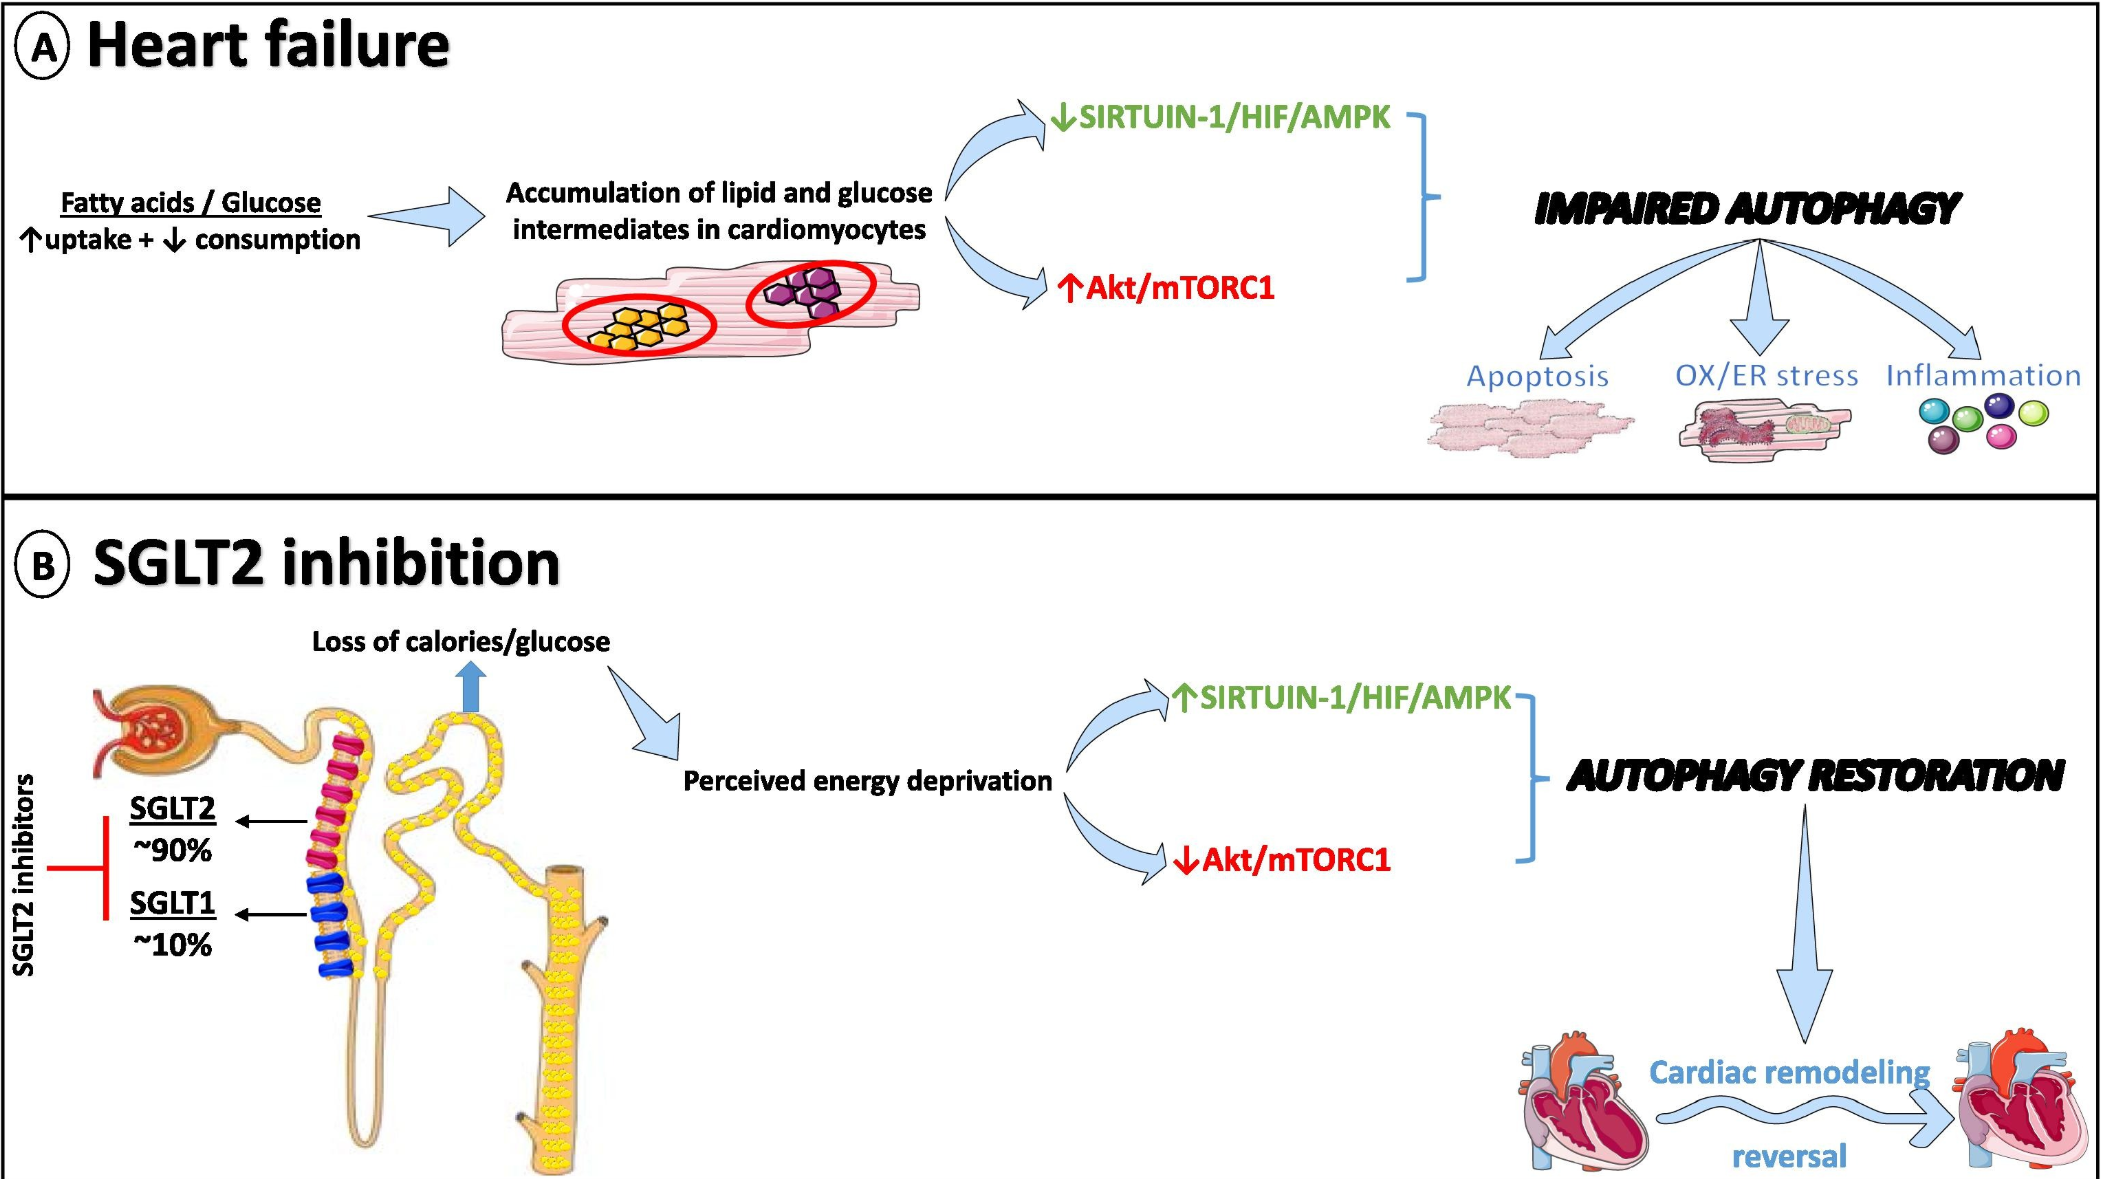 A Heart failure
Fatty acids / Glucose
↑uptake + ↓ consumption
Accumulation of lipid and glucose
intermediates in cardiomyocytes
↓SIRTUIN-1/HIF/AMPK
↑Akt/mTORC1
IMPAIRED AUTOPHAGY
Apoptosis
OX/ER stress
Inflammation
B SGLT2 inhibition
Loss of calories/glucose
SGLT2 inhibitors
SGLT2
~90%
SGLT1
~10%
Perceived energy deprivation
↑SIRTUIN-1/HIF/AMPK
↓Akt/mTORC1
AUTOPHAGY RESTORATION
Cardiac remodeling
reversal